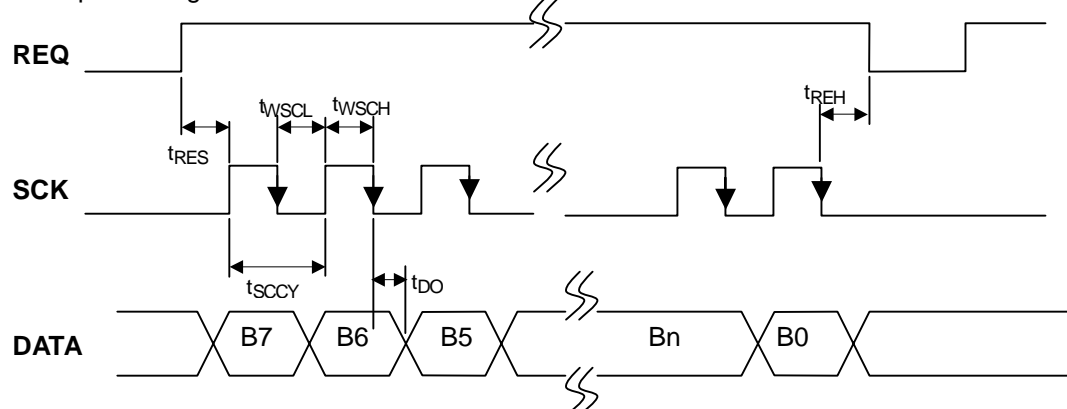 REQ
tWSCL tWSCH
tREH
tRES
SCK
tSCCY
tDO
DATA
B7 B6 B5 Bn B0